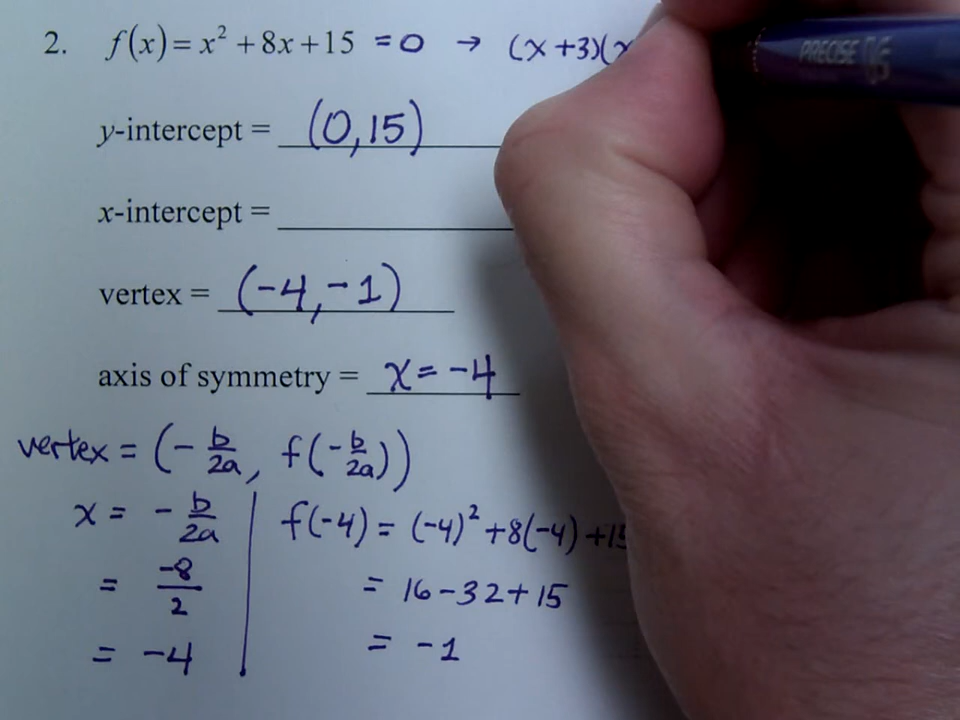 2. f(x) = x² + 8x + 15 = 0 → (x +3)(x
PRECISE V5
y-intercept = (0,15)
x-intercept =
vertex = (-4,-1)
axis of symmetry = x = -4
vertex = (- b/2a, f(- b/2a))
x = - b/2a
f(-4) = (-4)² +8(-4) +15
= -8/2
= 16-32+15
= -4
= -1